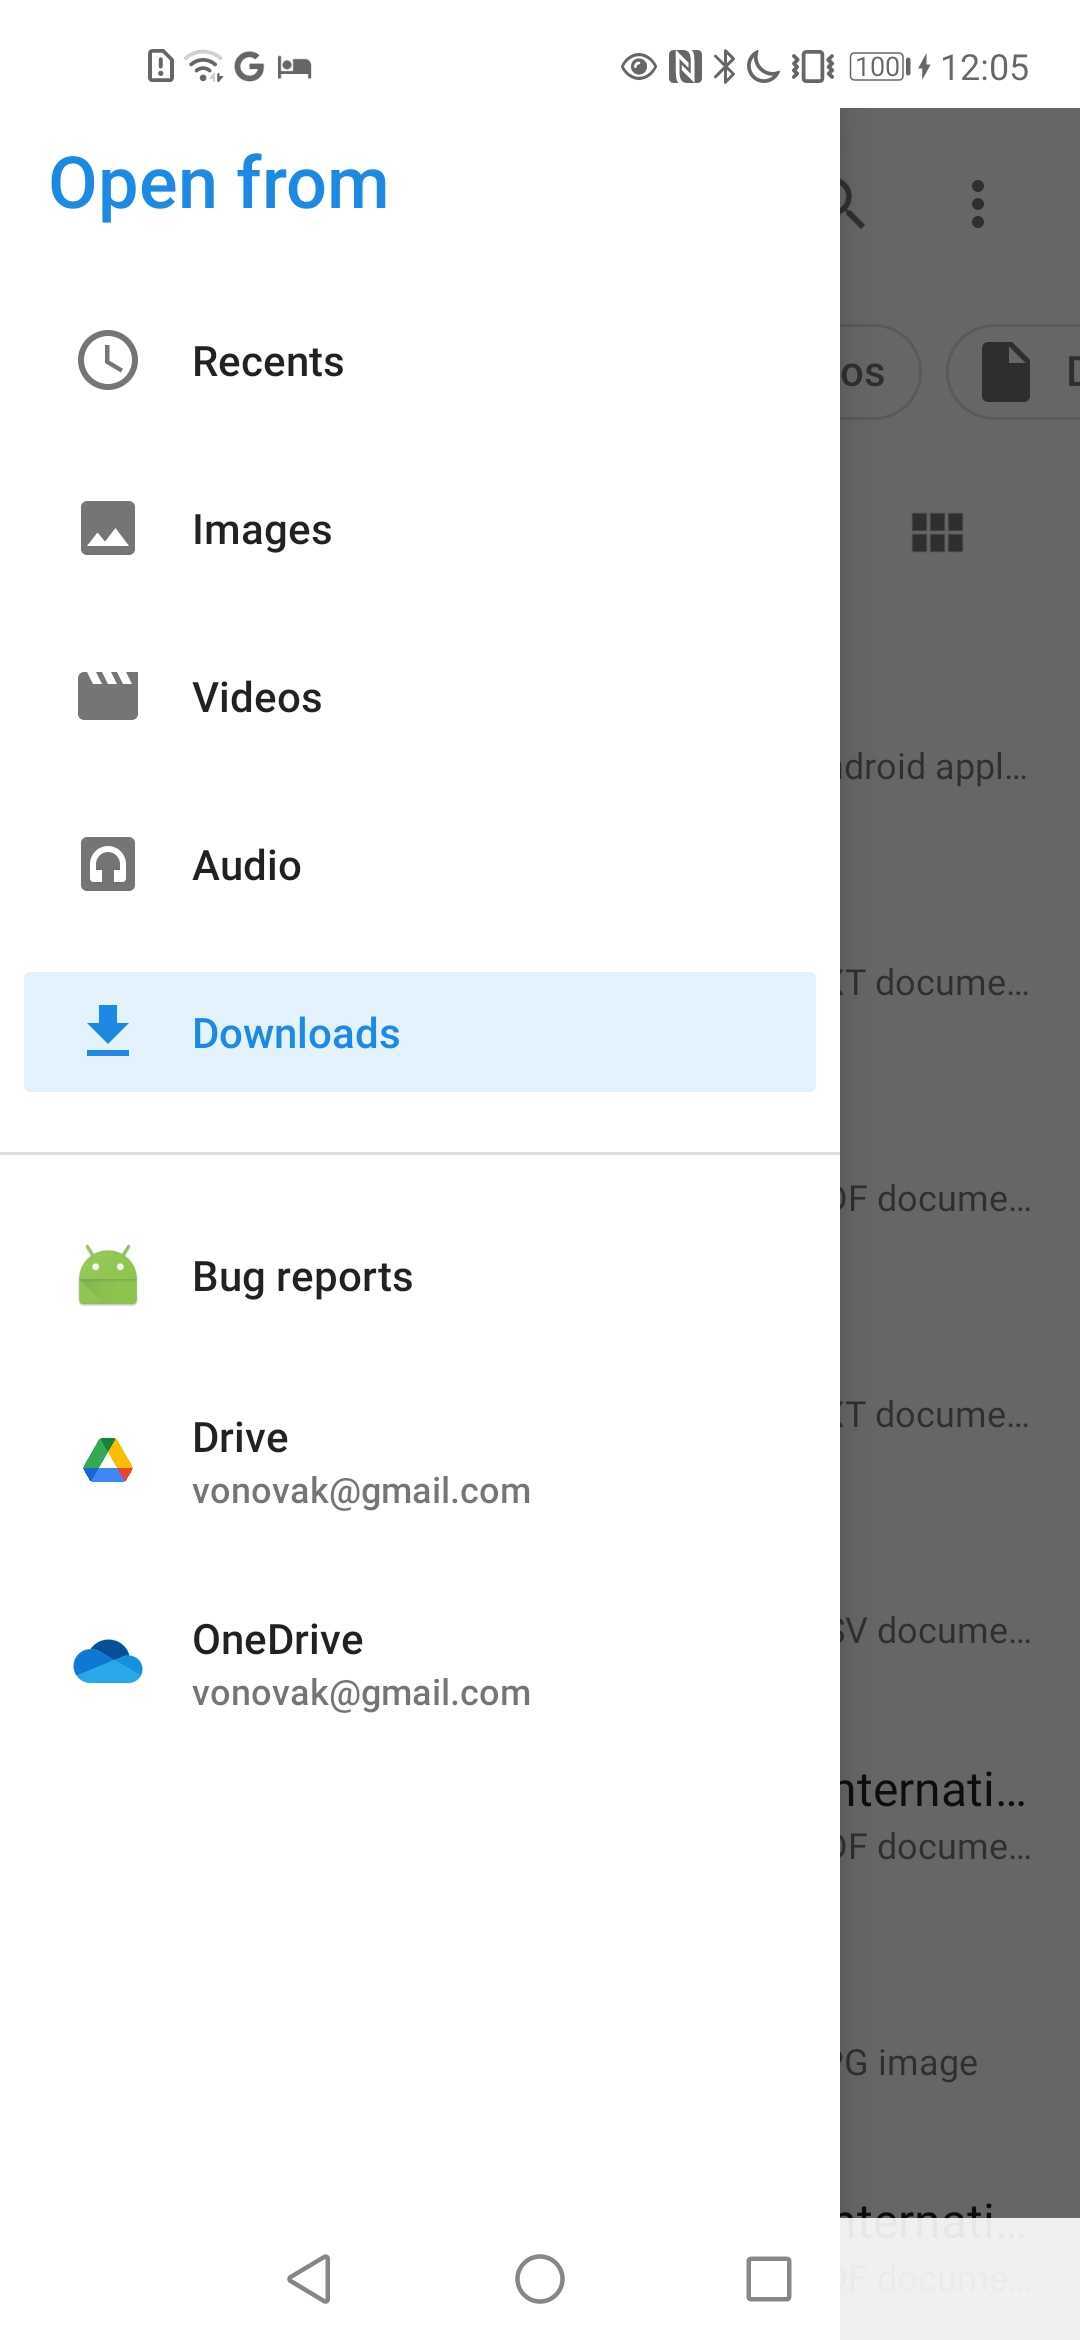 100 12:05
Open from
Recents
os
Images
Videos
droid appl…
Audio
T docume…
Downloads
F docume…
Bug reports
T docume…
Drive
vonovak@gmail.com
OneDrive
V docume…
vonovak@gmail.com
nternati…
F docume…
G image
nternati…
F docume…